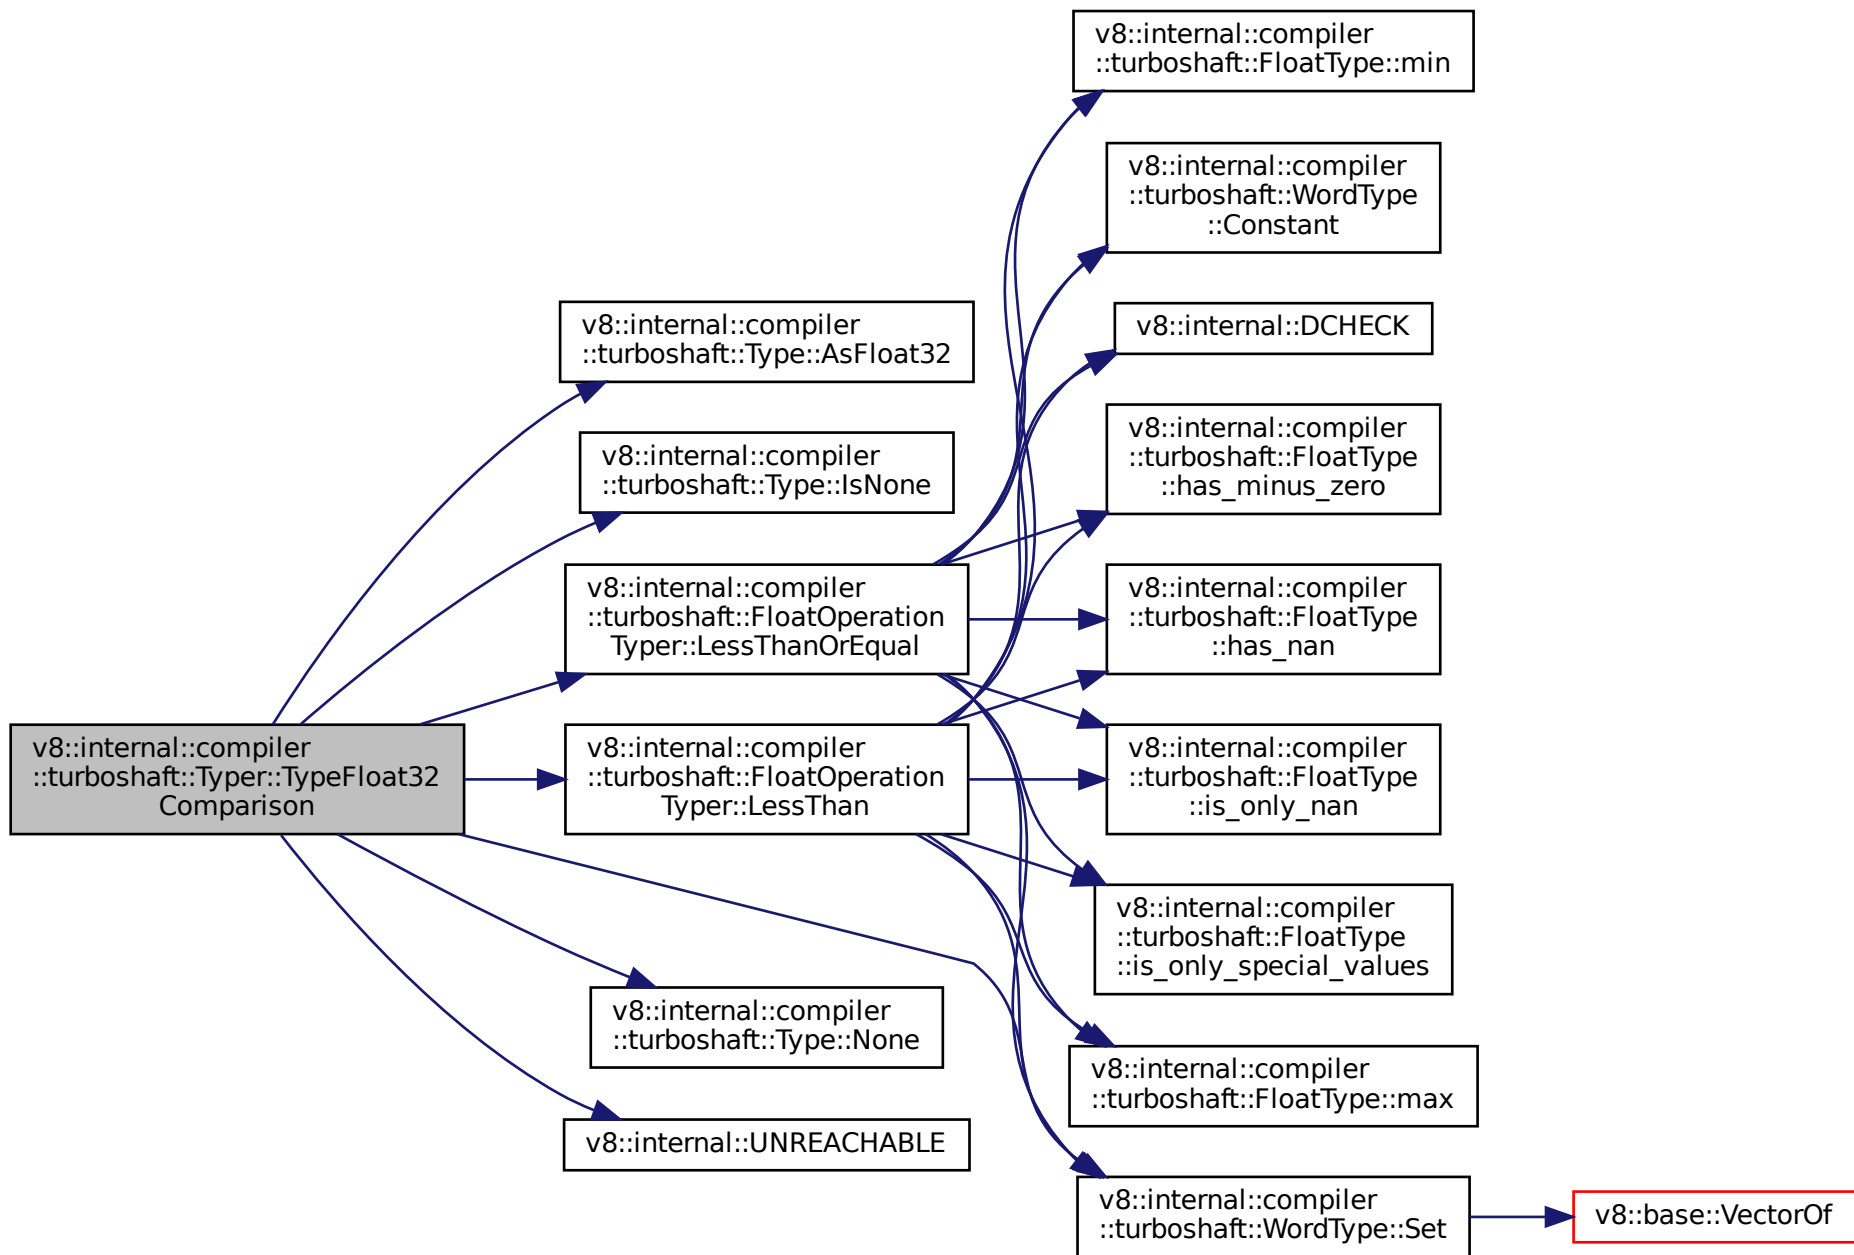 v8::internal::compiler
::turboshaft::Typer::TypeFloat32
Comparison
v8::internal::compiler
::turboshaft::Type::AsFloat32
v8::internal::compiler
::turboshaft::Type::IsNone
v8::internal::compiler
::turboshaft::FloatOperation
Typer::LessThanOrEqual
v8::internal::compiler
::turboshaft::FloatOperation
Typer::LessThan
v8::internal::compiler
::turboshaft::Type::None
v8::internal::UNREACHABLE
v8::internal::compiler
::turboshaft::FloatType::min
v8::internal::compiler
::turboshaft::WordType
::Constant
v8::internal::DCHECK
v8::internal::compiler
::turboshaft::FloatType
::has_minus_zero
v8::internal::compiler
::turboshaft::FloatType
::has_nan
v8::internal::compiler
::turboshaft::FloatType
::is_only_nan
v8::internal::compiler
::turboshaft::FloatType
::is_only_special_values
v8::internal::compiler
::turboshaft::FloatType::max
v8::internal::compiler
::turboshaft::WordType::Set
v8::base::VectorOf